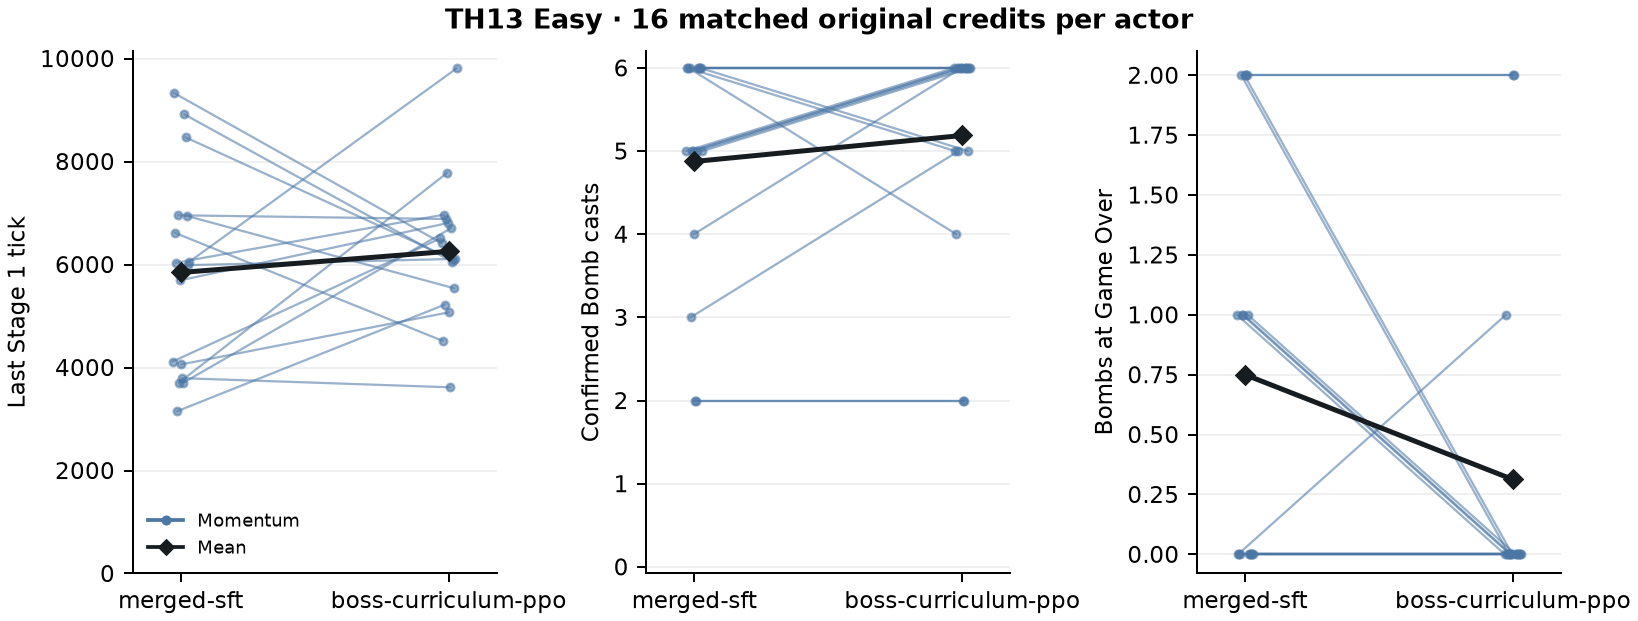 TH13 Easy · 16 matched original credits per actor
Last Stage 1 tick
10000
8000
6000
4000
2000
0
Momentum
Mean
merged-sft
boss-curriculum-ppo
Confirmed Bomb casts
6
5
4
3
2
1
0
merged-sft
boss-curriculum-ppo
Bombs at Game Over
2.00
1.75
1.50
1.25
1.00
0.75
0.50
0.25
0.00
merged-sft
boss-curriculum-ppo